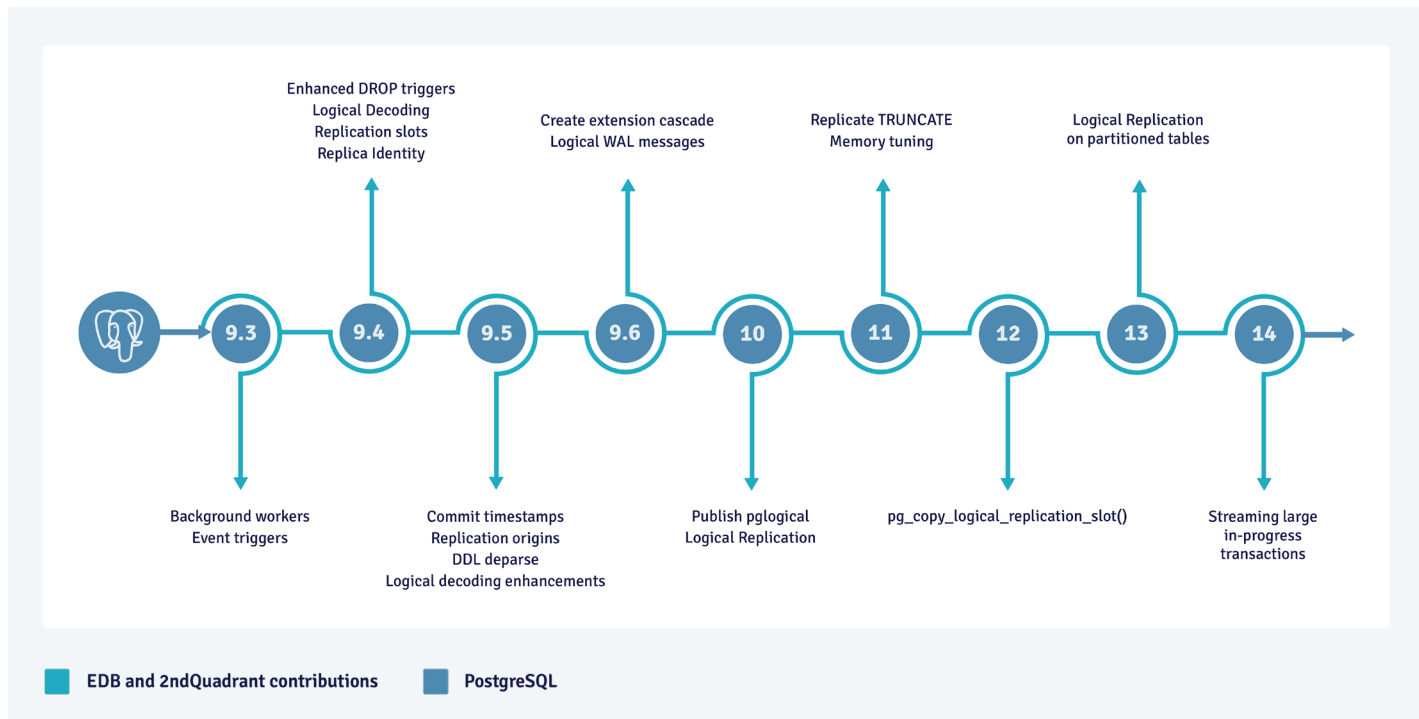 Enhanced DROP triggers
Logical Decoding
Replication slots
Replica Identity
Create extension cascade
Logical WAL messages
Replicate TRUNCATE
Memory tuning
Logical Replication
on partitioned tables
9.3
9.4
9.5
9.6
10
11
12
13
14
Background workers
Event triggers
Commit timestamps
Replication origins
DDL deparse
Logical decoding enhancements
Publish pglogical
Logical Replication
pg_copy_logical_replication_slot()
Streaming large
in-progress
transactions
EDB and 2ndQuadrant contributions
PostgreSQL